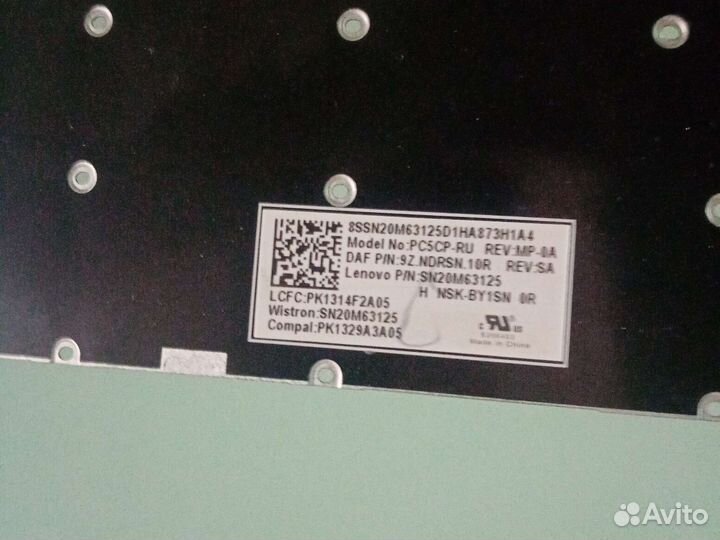 8SSN20M63125D1HA873H1A4
Model No:PC5CP-RU REV:MP-0A
DAF P/N:9Z.NDRSN.10R REV:SA
Lenovo P/N:SN20M63125
H NSK-BY1SN 0R
LCFC:PK1314F2A05
Wistron:SN20M63125
Compal:PK1329A3A05
Made in China
Avito